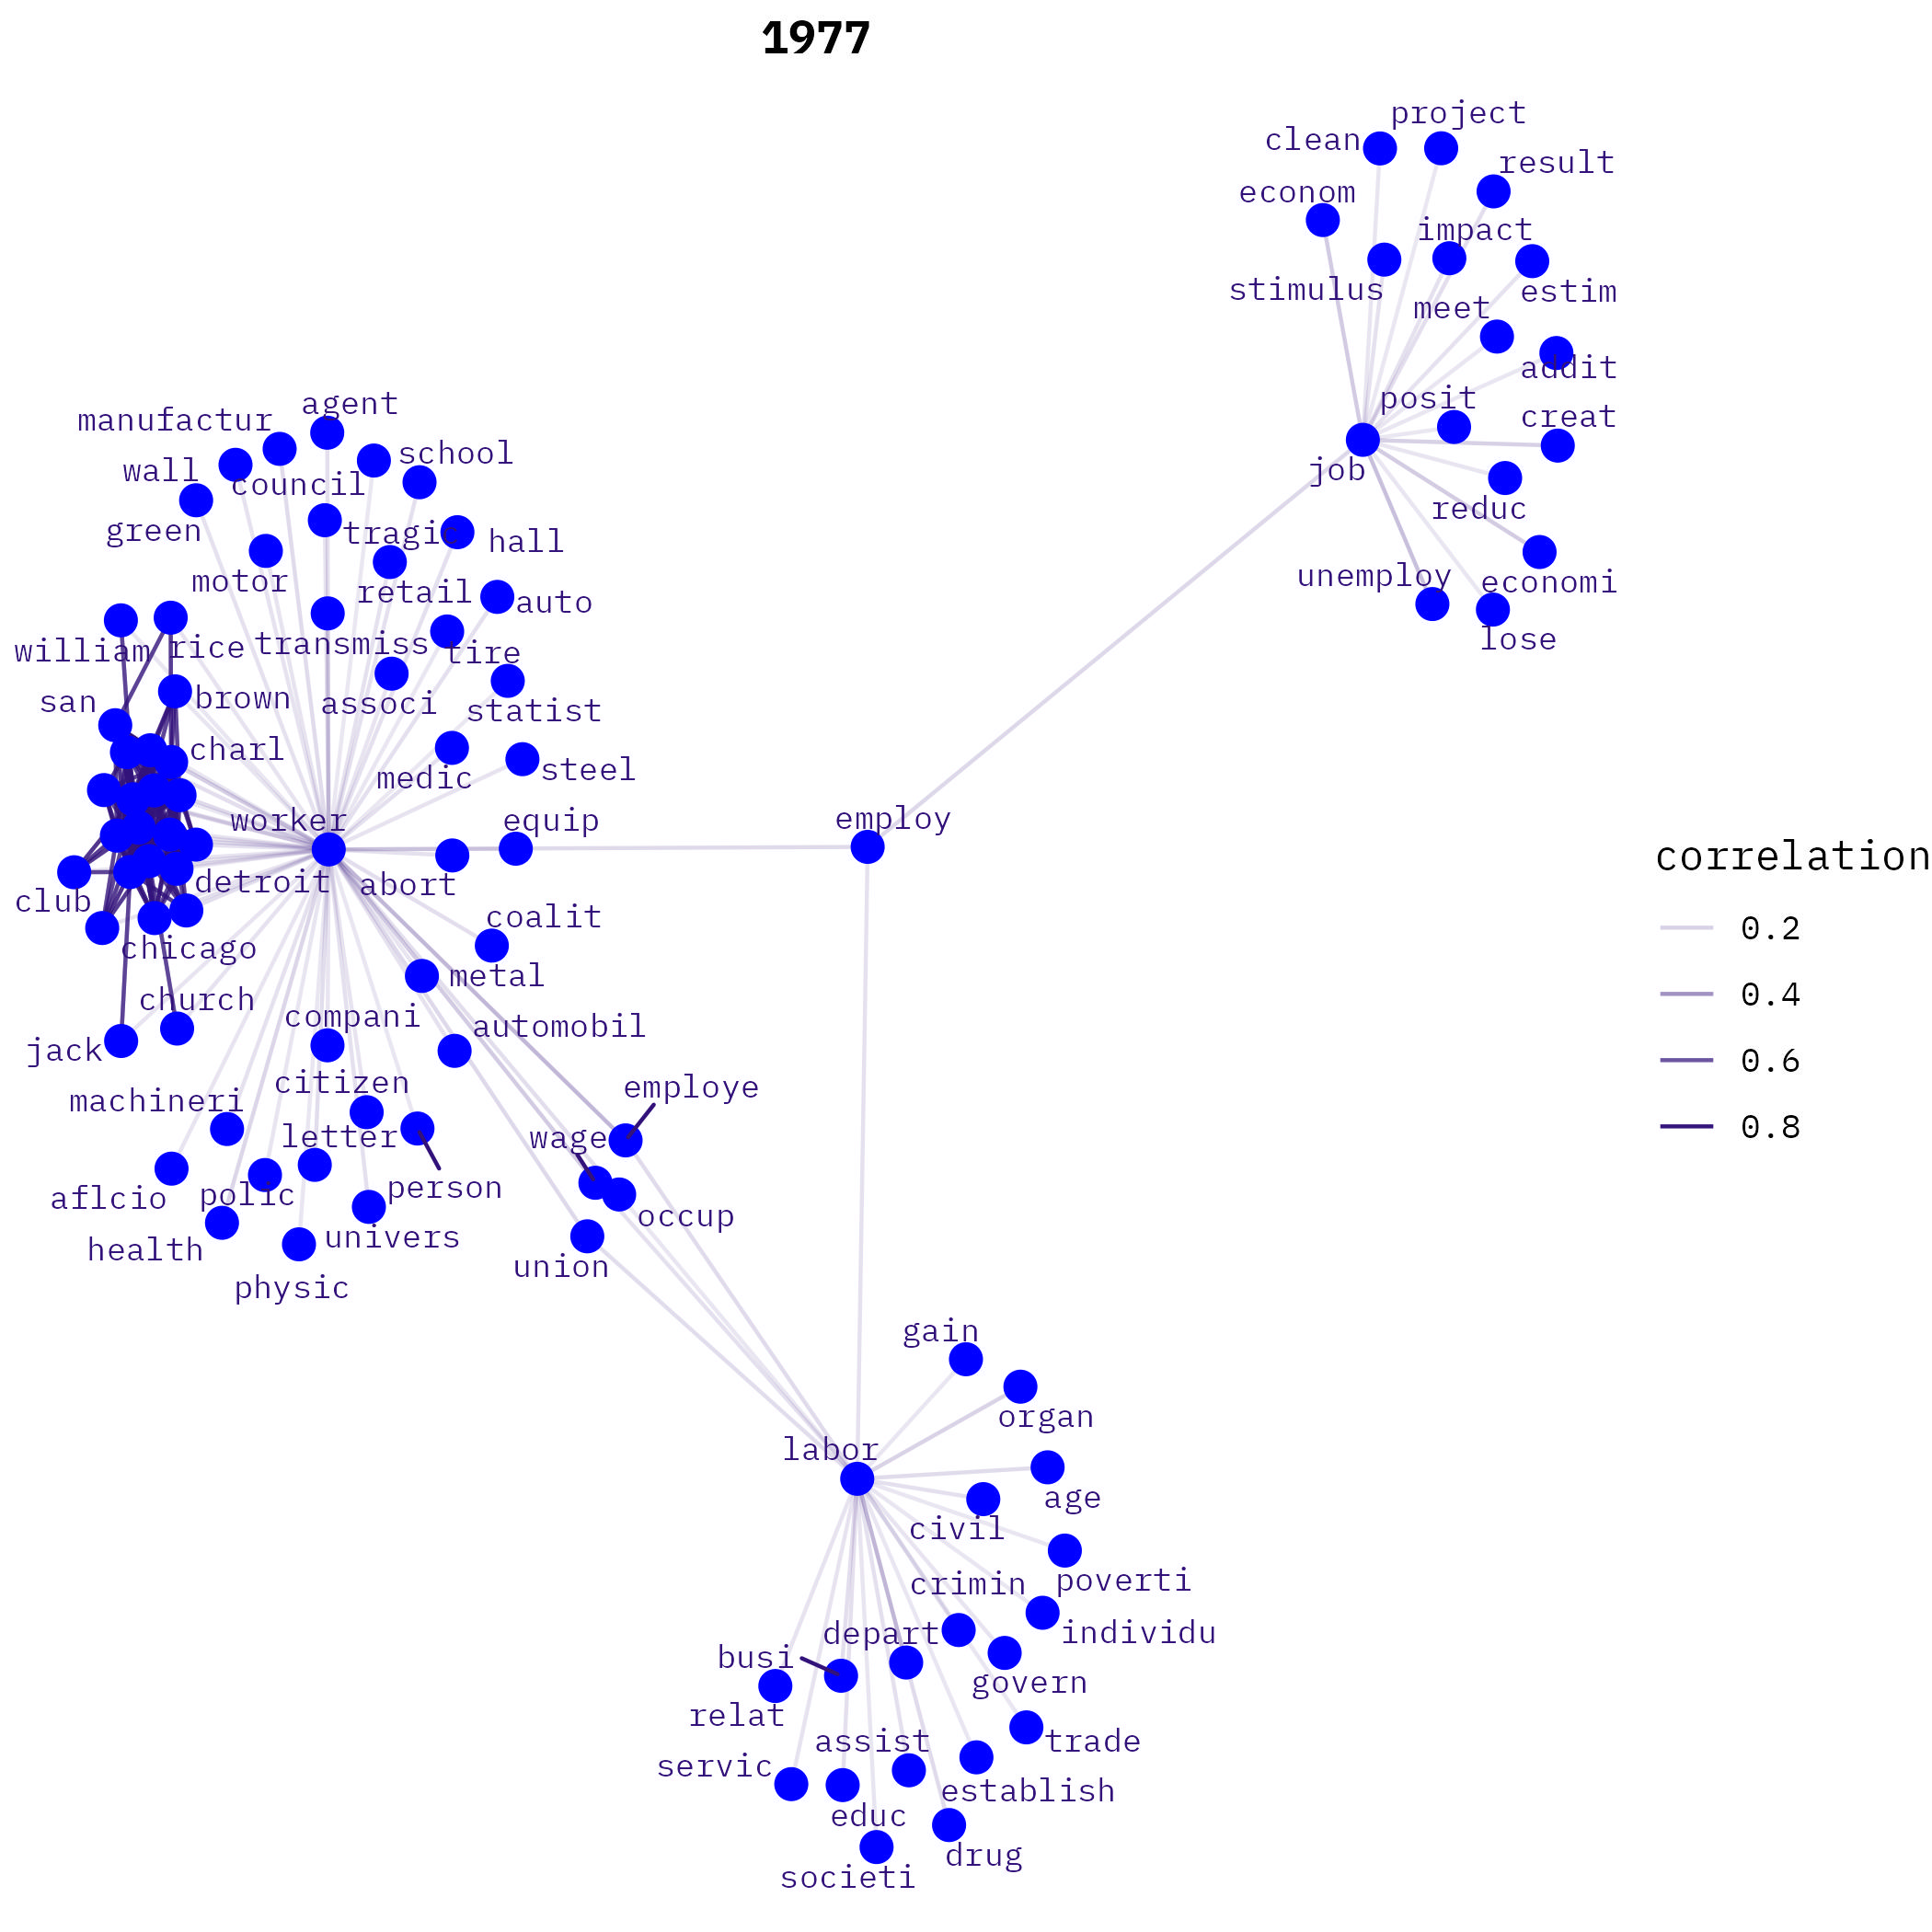 1977
project
clean
result
econom
impact
stimulus
estim
meet
addit
posit
creat
job
reduc
unemploy
economi
lose
agent
manufactur
school
wall
council
green
tragic
hall
motor
retail
auto
william
rice
transmiss
tire
san
brown
associ
statist
charl
medic
steel
worker
equip
employ
detroit
abort
club
coalit
chicago
metal
church
compani
automobil
jack
citizen
employe
machineri
letter
wage
person
aflcio
polic
occup
univers
health
union
physic
gain
organ
labor
age
civil
crimin
poverti
depart
individu
busi
govern
relat
assist
trade
servic
establish
educ
drug
societi
correlation
0.2
0.4
0.6
0.8